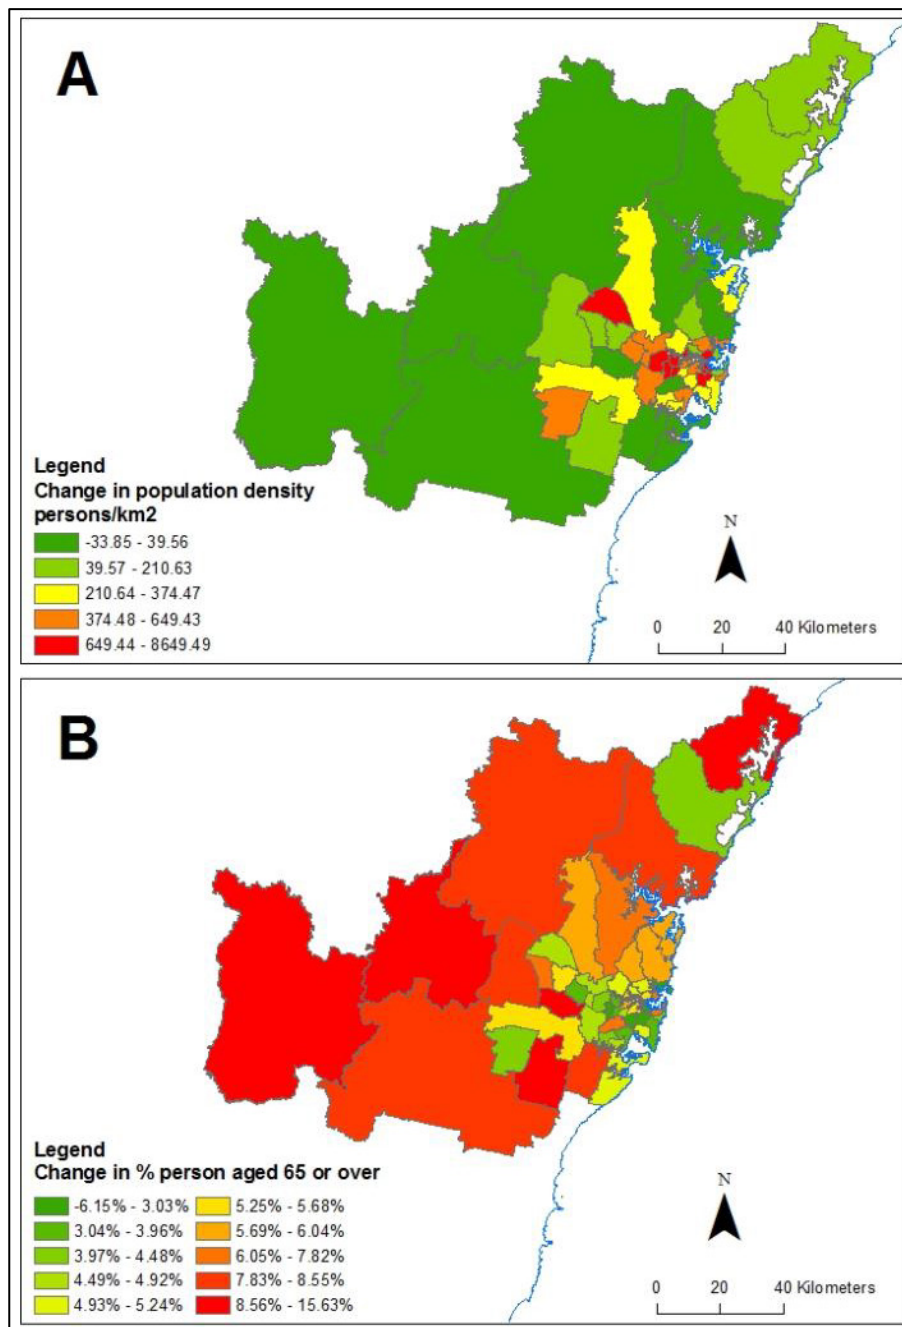 A
Legend
Change in population density
persons/km2
-33.85 - 39.56
39.57 - 210.63
210.64 - 374.47
374.48 - 649.43
649.44 - 8649.49
N
0 20 40 Kilometers
B
Legend
Change in % person aged 65 or over
-6.15% - 3.03% 5.25% - 5.68%
3.04% - 3.96% 5.69% - 6.04%
3.97% - 4.48% 6.05% - 7.82%
4.49% - 4.92% 7.83% - 8.55%
4.93% - 5.24% 8.56% - 15.63%
N
0 20 40 Kilometers